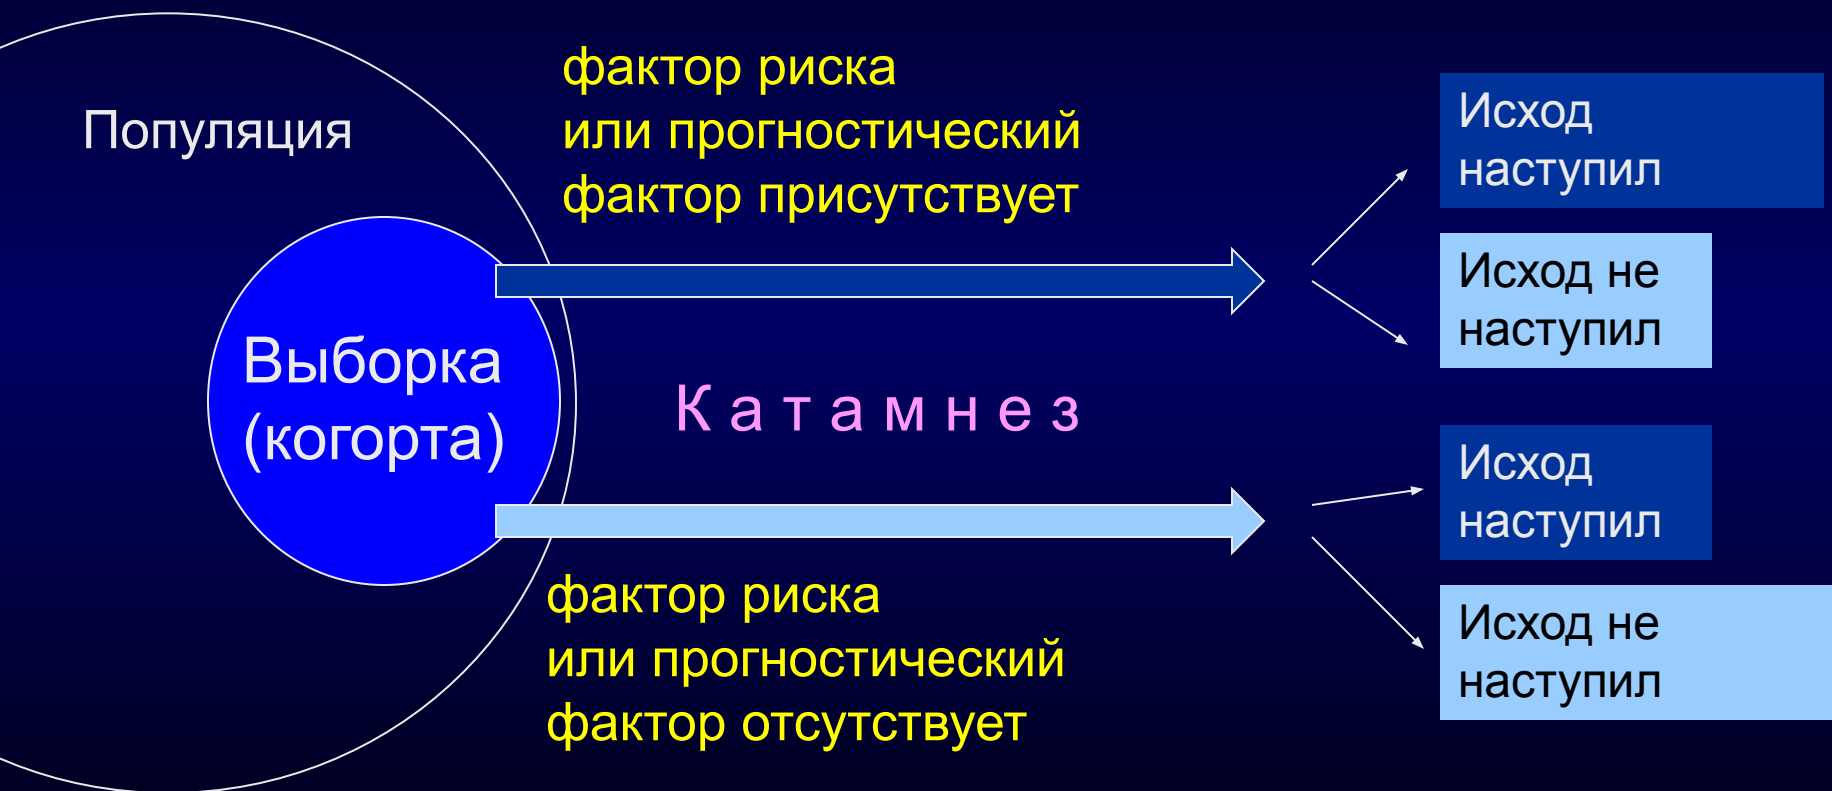 Популяция
фактор риска
или прогностический
фактор присутствует
Исход
наступил
Исход не
наступил
Выборка
(когорта)
К а т а м н е з
Исход
наступил
фактор риска
или прогностический
фактор отсутствует
Исход не
наступил